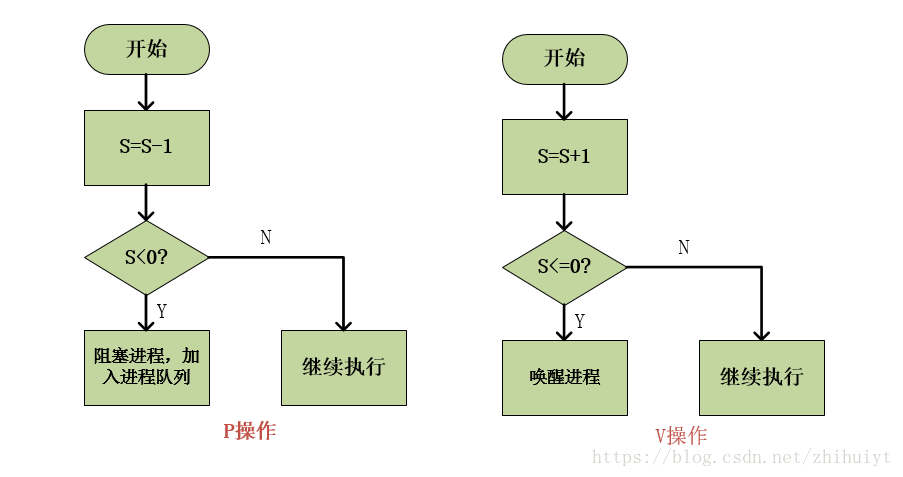 开始
S=S-1
S<0?
N
Y
阻塞进程，加
入进程队列
继续执行
P操作
开始
S=S+1
S<=0?
N
Y
唤醒进程
继续执行
V操作
https://blog.csdn.net/zhihuiyt